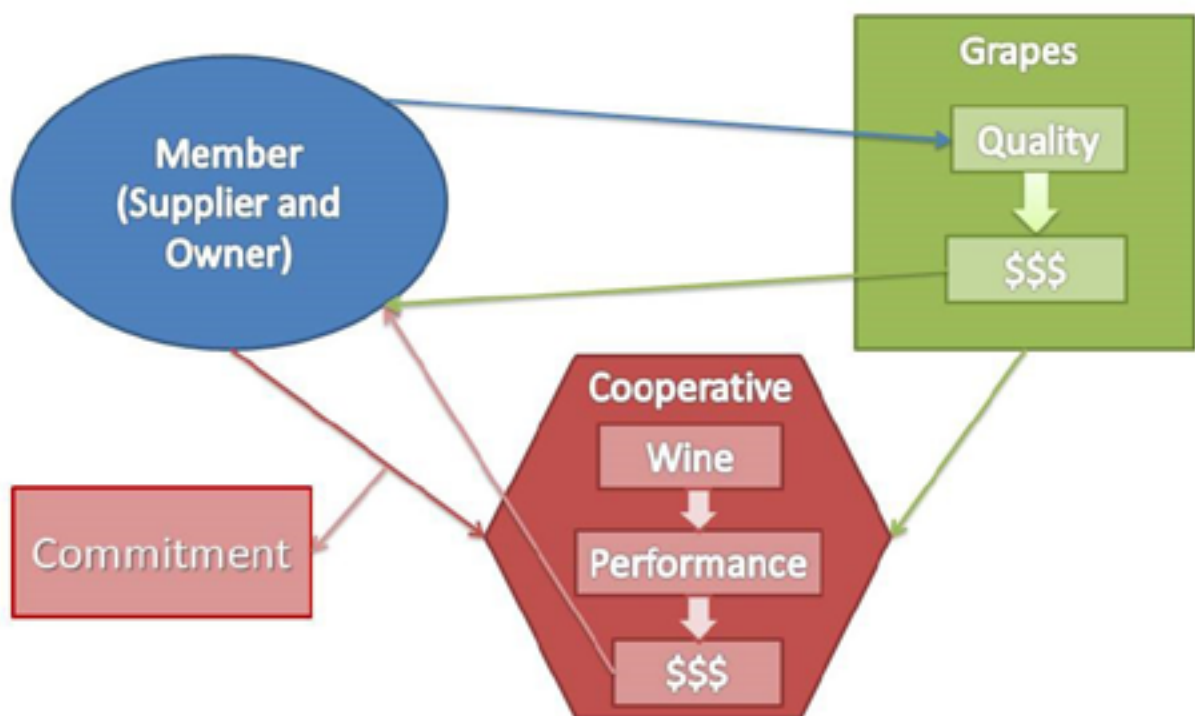 Member
(Supplier and
Owner)
Grapes
Quality
$$$
Cooperative
Wine
Performance
$$$
Commitment